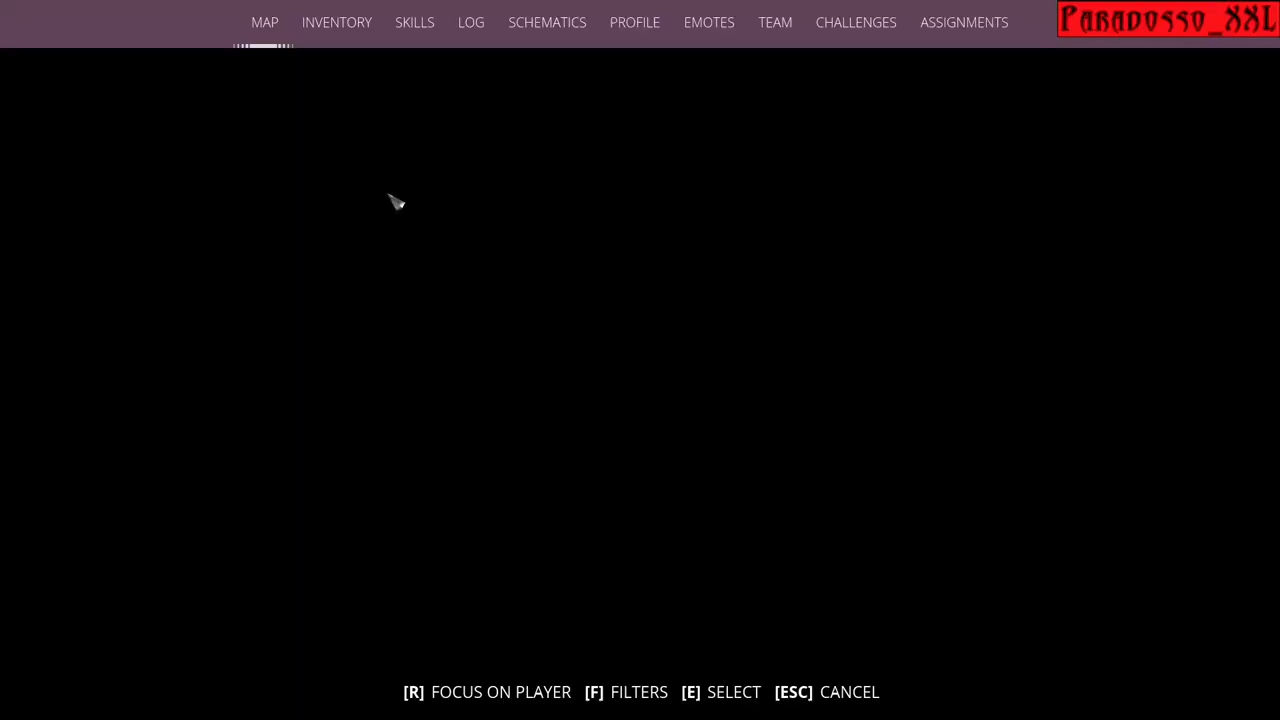 MAP INVENTORY SKILLS LOG SCHEMATICS PROFILE EMOTES TEAM CHALLENGES ASSIGNMENTS Paradosso_XXL
[R] FOCUS ON PLAYER [F] FILTERS [E] SELECT [ESC] CANCEL